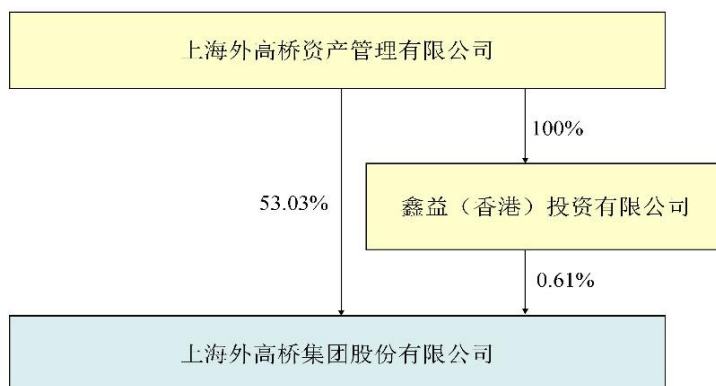 上海外高桥资产管理有限公司
100%
53.03%
鑫益（香港）投资有限公司
0.61%
上海外高桥集团股份有限公司